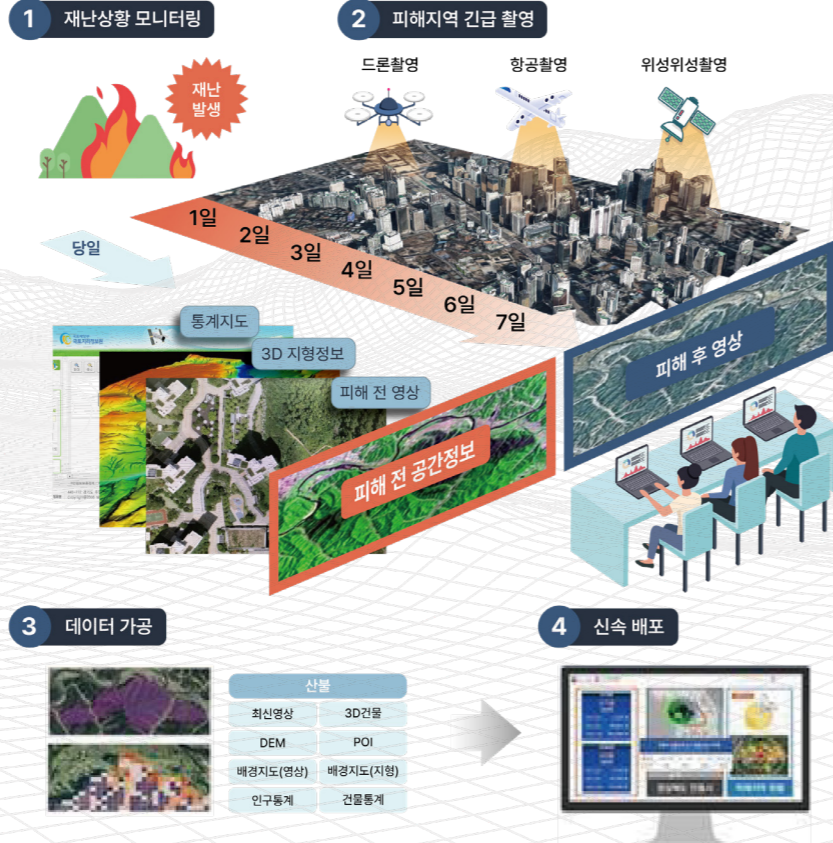 1 재난상황 모니터링
2 피해지역 긴급 촬영
드론촬영
항공촬영
위성위성촬영
재난
발생
1일
2일
3일
4일
5일
6일
7일
당일
통계지도
3D 지형정보
피해 전 영상
피해 후 영상
피해 전 공간정보
3 데이터 가공
4 신속 배포
산불
최신영상
3D건물
DEM
POI
배경지도(영상)
배경지도(지형)
인구통계
건물통계